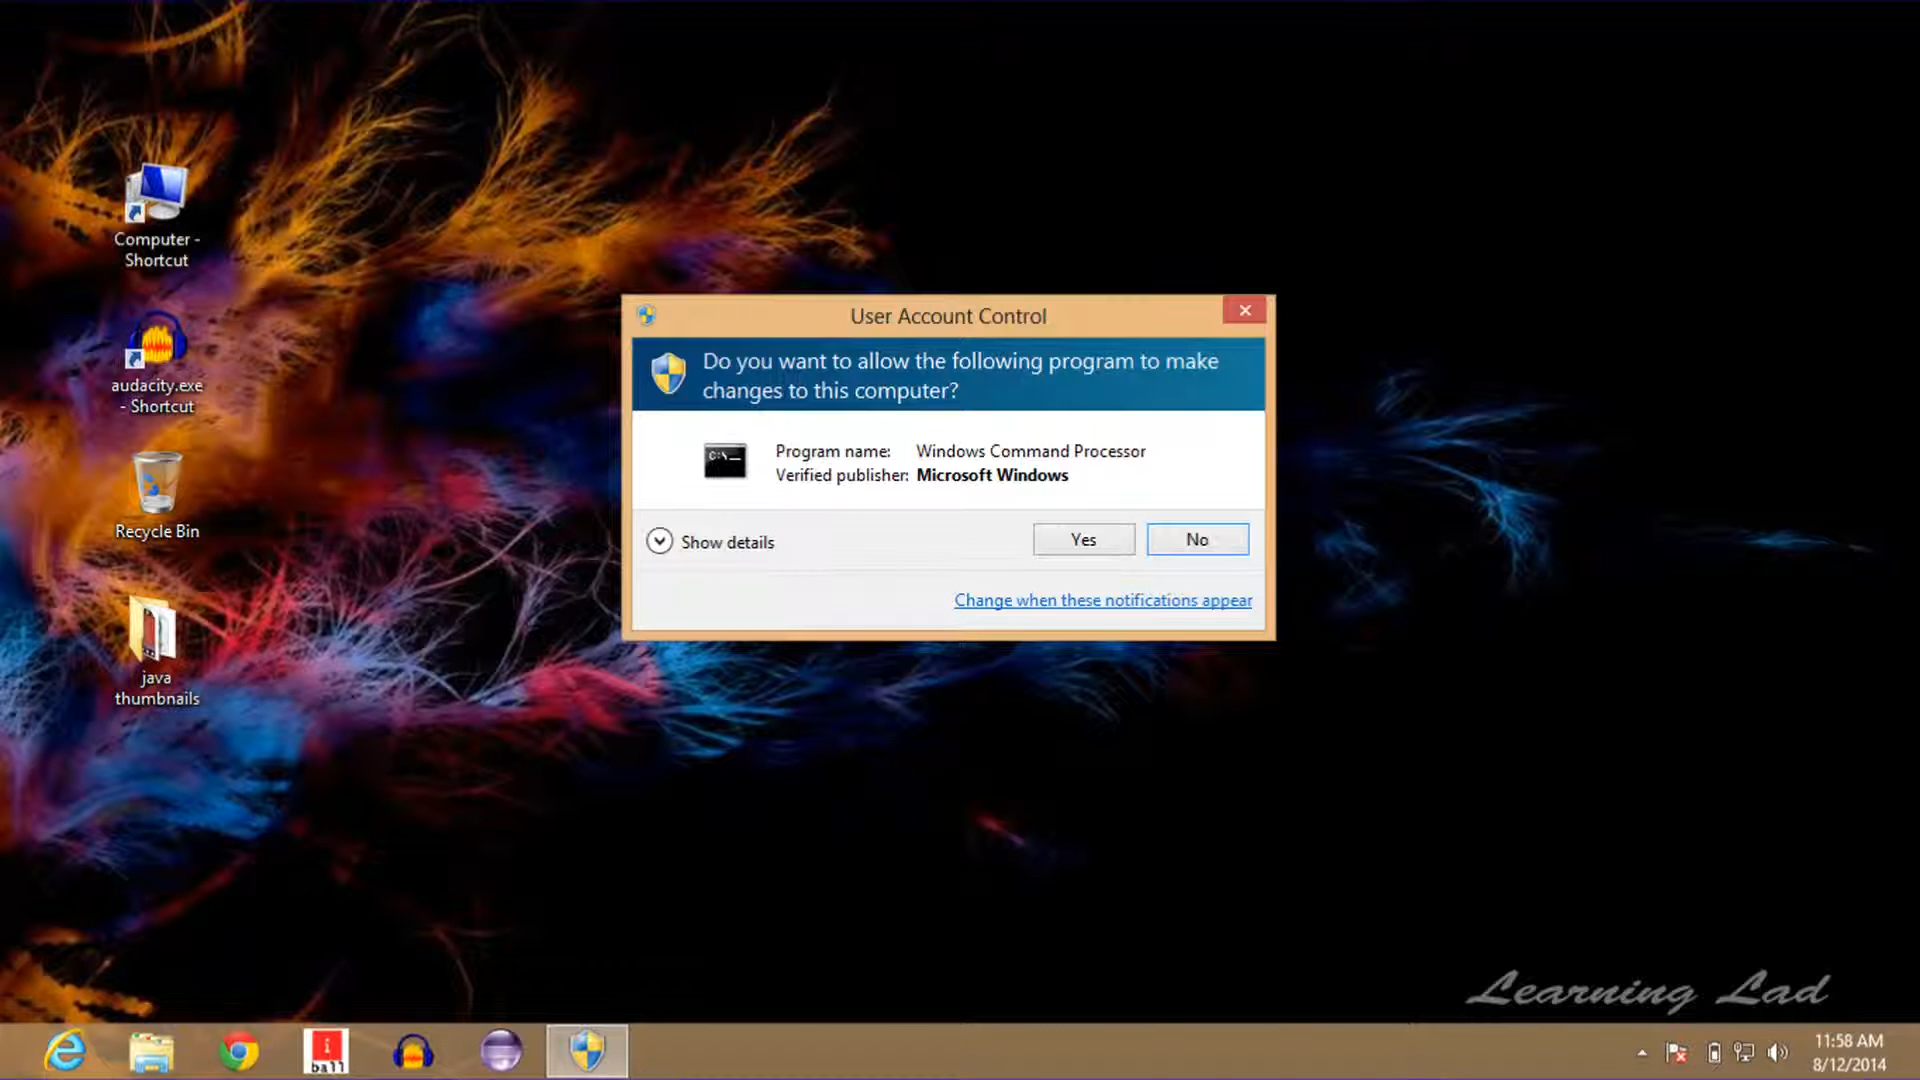 Computer -
Shortcut
audacity.exe
- Shortcut
Recycle Bin
java
thumbnails
User Account Control
Do you want to allow the following program to make
changes to this computer?
C:\_
Program name: Windows Command Processor
Verified publisher: Microsoft Windows
Show details
Yes
No
Change when these notifications appear
Learning Lad
i
ball
11:58 AM
8/12/2014